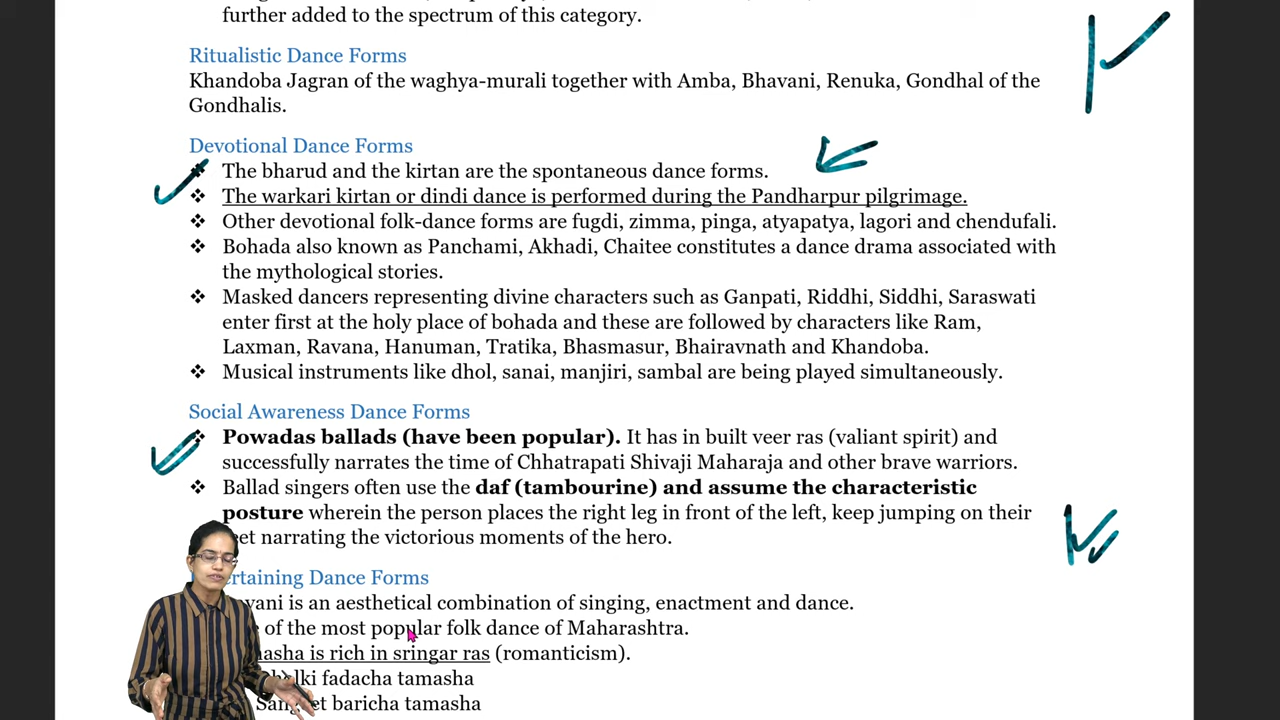 further added to the spectrum of this category.
Ritualistic Dance Forms
Khandoba Jagran of the waghya-murali together with Amba, Bhavani, Renuka, Gondhal of the
Gondhalis.
Devotional Dance Forms
❖ The bharud and the kirtan are the spontaneous dance forms.
❖ The warkari kirtan or dindi dance is performed during the Pandharpur pilgrimage.
❖ Other devotional folk-dance forms are fugdi, zimma, pinga, atyapatya, lagori and chendufali.
❖ Bohada also known as Panchami, Akhadi, Chaitee constitutes a dance drama associated with
the mythological stories.
❖ Masked dancers representing divine characters such as Ganpati, Riddhi, Siddhi, Saraswati
enter first at the holy place of bohada and these are followed by characters like Ram,
Laxman, Ravana, Hanuman, Tratika, Bhasmasur, Bhairavnath and Khandoba.
❖ Musical instruments like dhol, sanai, manjiri, sambal are being played simultaneously.
Social Awareness Dance Forms
❖ Powadas ballads (have been popular). It has in built veer ras (valiant spirit) and
successfully narrates the time of Chhatrapati Shivaji Maharaja and other brave warriors.
❖ Ballad singers often use the daf (tambourine) and assume the characteristic
posture wherein the person places the right leg in front of the left, keep jumping on their
narrating the victorious moments of the hero.
Dance Forms
is an aesthetical combination of singing, enactment and dance.
of the most popular folk dance of Maharashtra.
is rich in sringar ras (romanticism).
fadacha tamasha
baricha tamasha